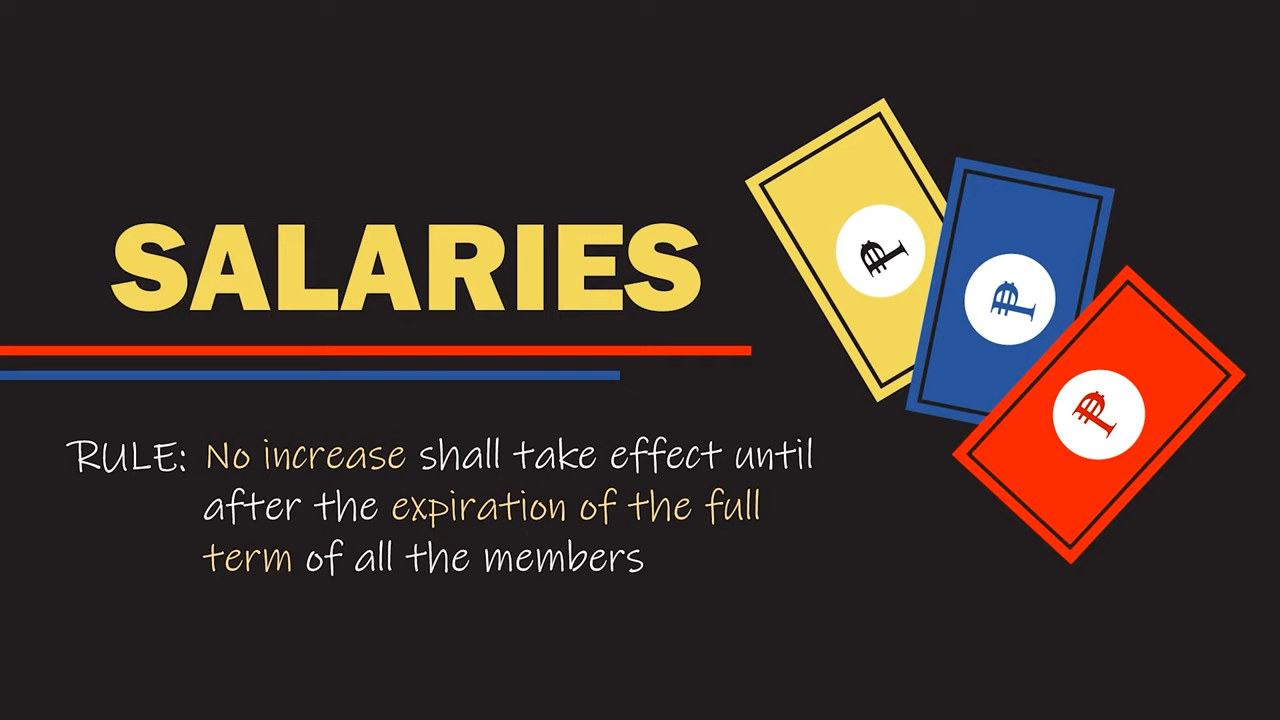 SALARIES
RULE: No increase shall take effect until
after the expiration of the full
term of all the members
₱
₱
₱